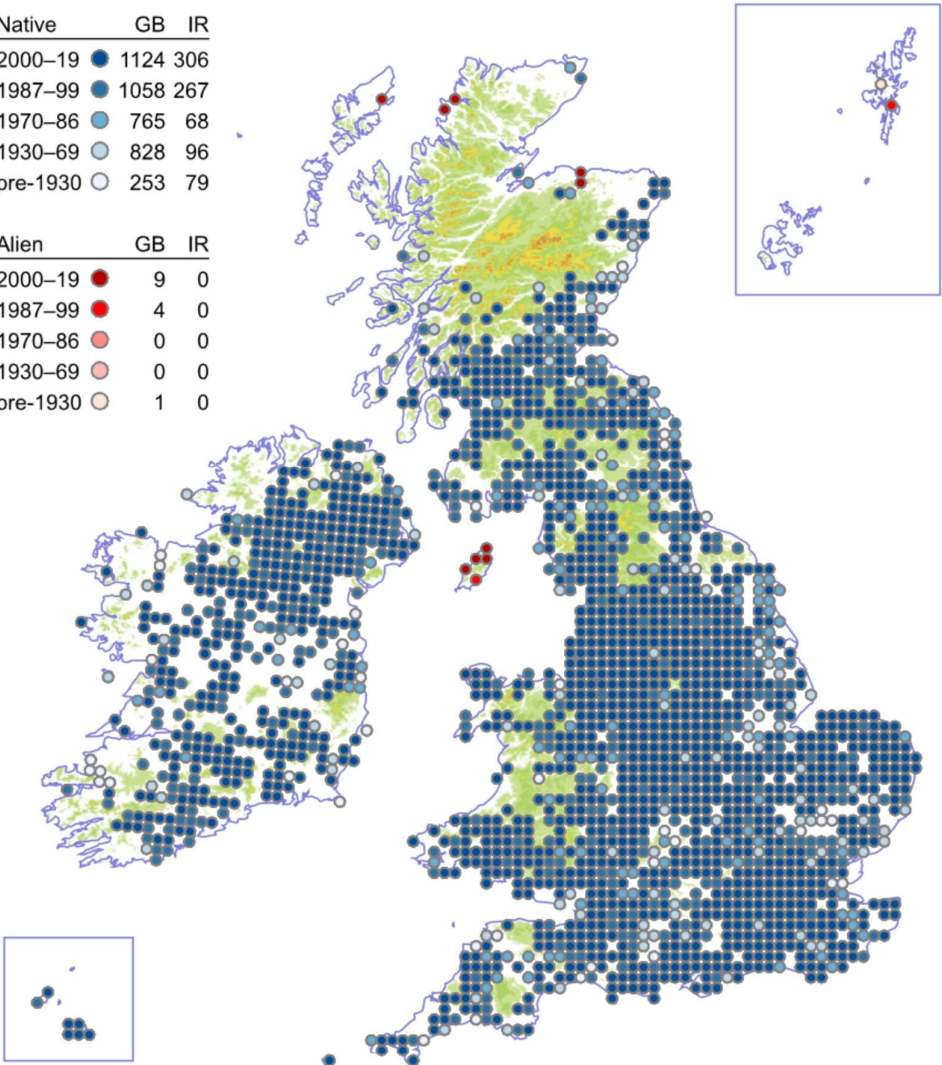 Native GB IR
2000–19 1124 306
1987–99 1058 267
1970–86 765 68
1930–69 828 96
pre-1930 253 79
Alien GB IR
2000–19 9 0
1987–99 4 0
1970–86 0 0
1930–69 0 0
pre-1930 1 0